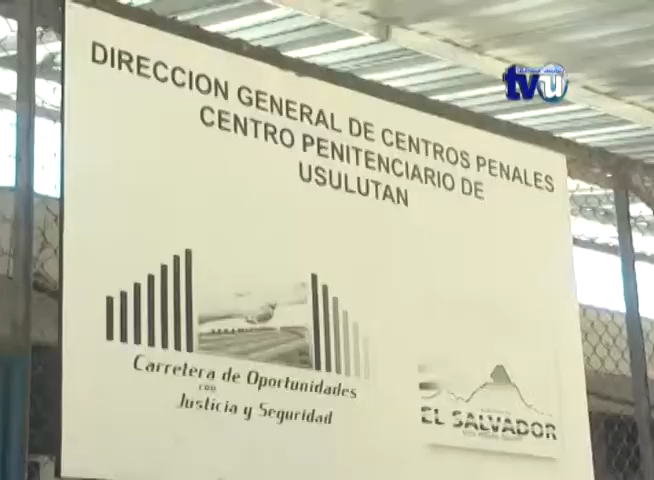 tvu
DIRECCION GENERAL DE CENTROS PENALES
CENTRO PENITENCIARIO DE
USULUTAN
Carretera de Oportunidades
con
Justicia y Seguridad
EL SALVADOR